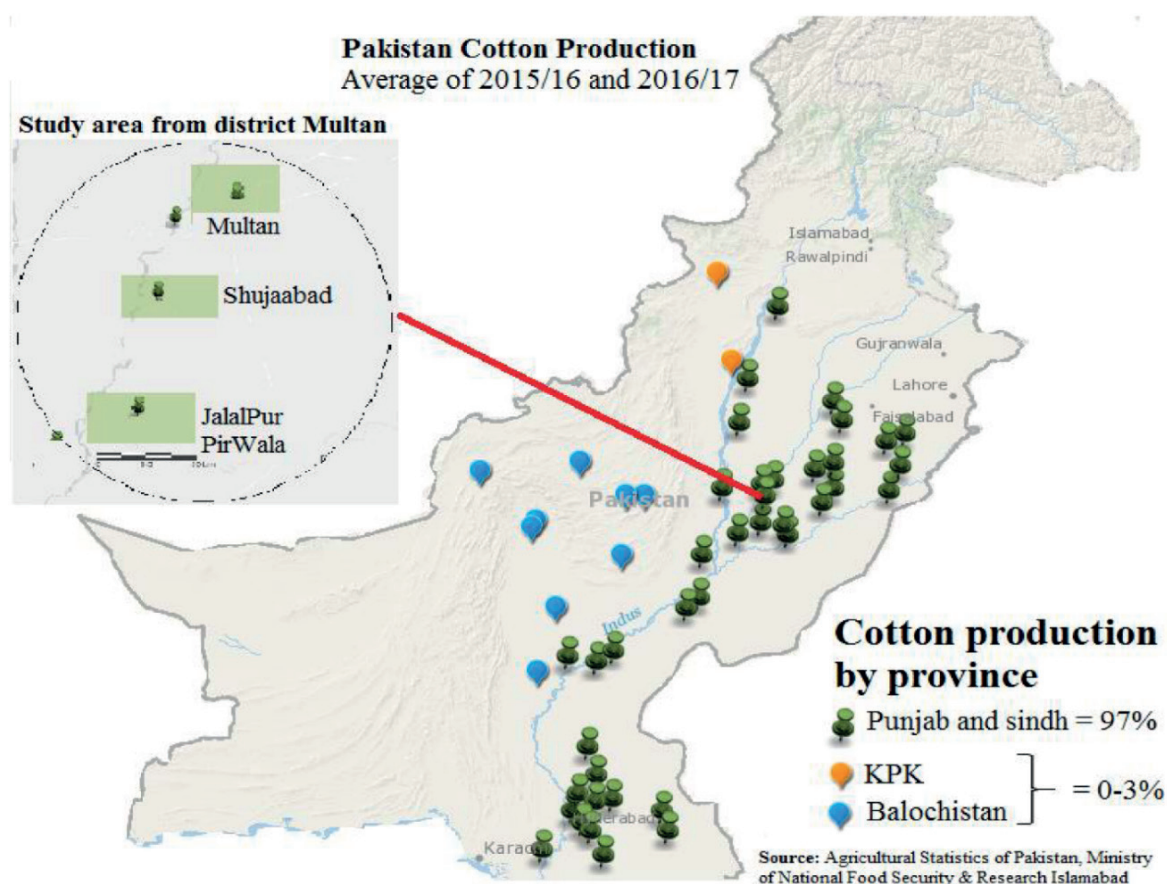 Pakistan Cotton Production
Average of 2015/16 and 2016/17
Study area from district Multan
Multan
Shujaabad
JalalPur
PirWala
Islamabad
Rawalpindi
Gujranwala
Lahore
Faisalabad
Pakistan
Indus
Hyderabad
Karachi
Cotton production
by province
Punjab and sindh = 97%
KPK
= 0-3%
Balochistan
Source: Agricultural Statistics of Pakistan, Ministry
of National Food Security & Research Islamabad